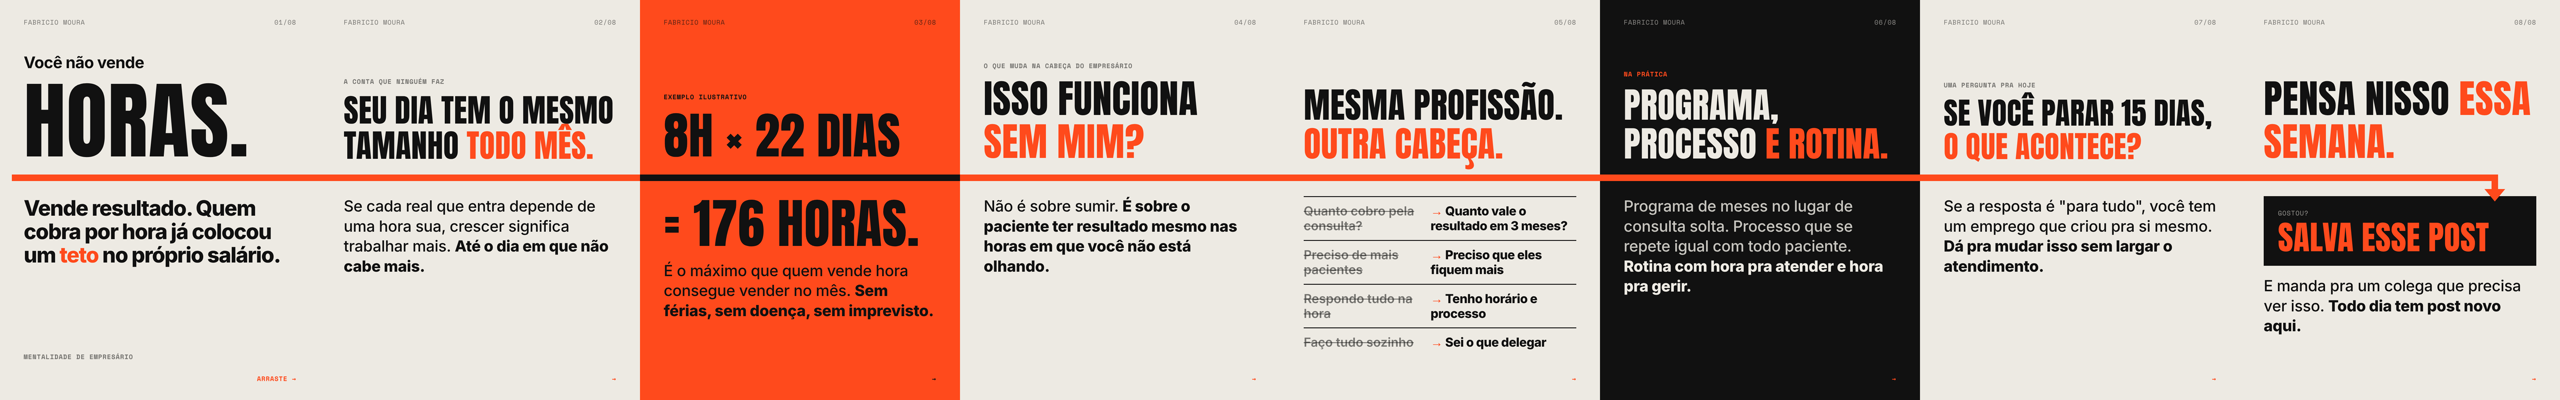 FABRICIO MOURA
01/08
Você não vende
HORAS.
Vende resultado. Quem
cobra por hora já colocou
um teto no próprio salário.
MENTALIDADE DE EMPRESÁRIO
ARRASTE →
FABRICIO MOURA
02/08
A CONTA QUE NINGUÉM FAZ
SEU DIA TEM O MESMO
TAMANHO TODO MÊS.
Se cada real que entra depende de
uma hora sua, crescer significa
trabalhar mais. Até o dia em que não
cabe mais.
→
FABRICIO MOURA
03/08
EXEMPLO ILUSTRATIVO
8H × 22 DIAS
= 176 HORAS.
É o máximo que quem vende hora
consegue vender no mês. Sem
férias, sem doença, sem imprevisto.
→
FABRICIO MOURA
04/08
O QUE MUDA NA CABEÇA DO EMPRESÁRIO
ISSO FUNCIONA
SEM MIM?
Não é sobre sumir. É sobre o
paciente ter resultado mesmo nas
horas em que você não está
olhando.
→
FABRICIO MOURA
05/08
MESMA PROFISSÃO.
OUTRA CABEÇA.
Quanto cobro pela
consulta?
→ Quanto vale o
resultado em 3 meses?
Preciso de mais
pacientes
→ Preciso que eles
fiquem mais
Respondo tudo na
hora
→ Tenho horário e
processo
Faço tudo sozinho
→ Sei o que delegar
→
FABRICIO MOURA
06/08
NA PRÁTICA
PROGRAMA,
PROCESSO E ROTINA.
Programa de meses no lugar de
consulta solta. Processo que se
repete igual com todo paciente.
Rotina com hora pra atender e hora
pra gerir.
→
FABRICIO MOURA
07/08
UMA PERGUNTA PRA HOJE
SE VOCÊ PARAR 15 DIAS,
O QUE ACONTECE?
Se a resposta é "para tudo", você tem
um emprego que criou pra si mesmo.
Dá pra mudar isso sem largar o
atendimento.
→
FABRICIO MOURA
08/08
PENSA NISSO ESSA
SEMANA.
GOSTOU?
SALVA ESSE POST
E manda pra um colega que precisa
ver isso. Todo dia tem post novo
aqui.
→